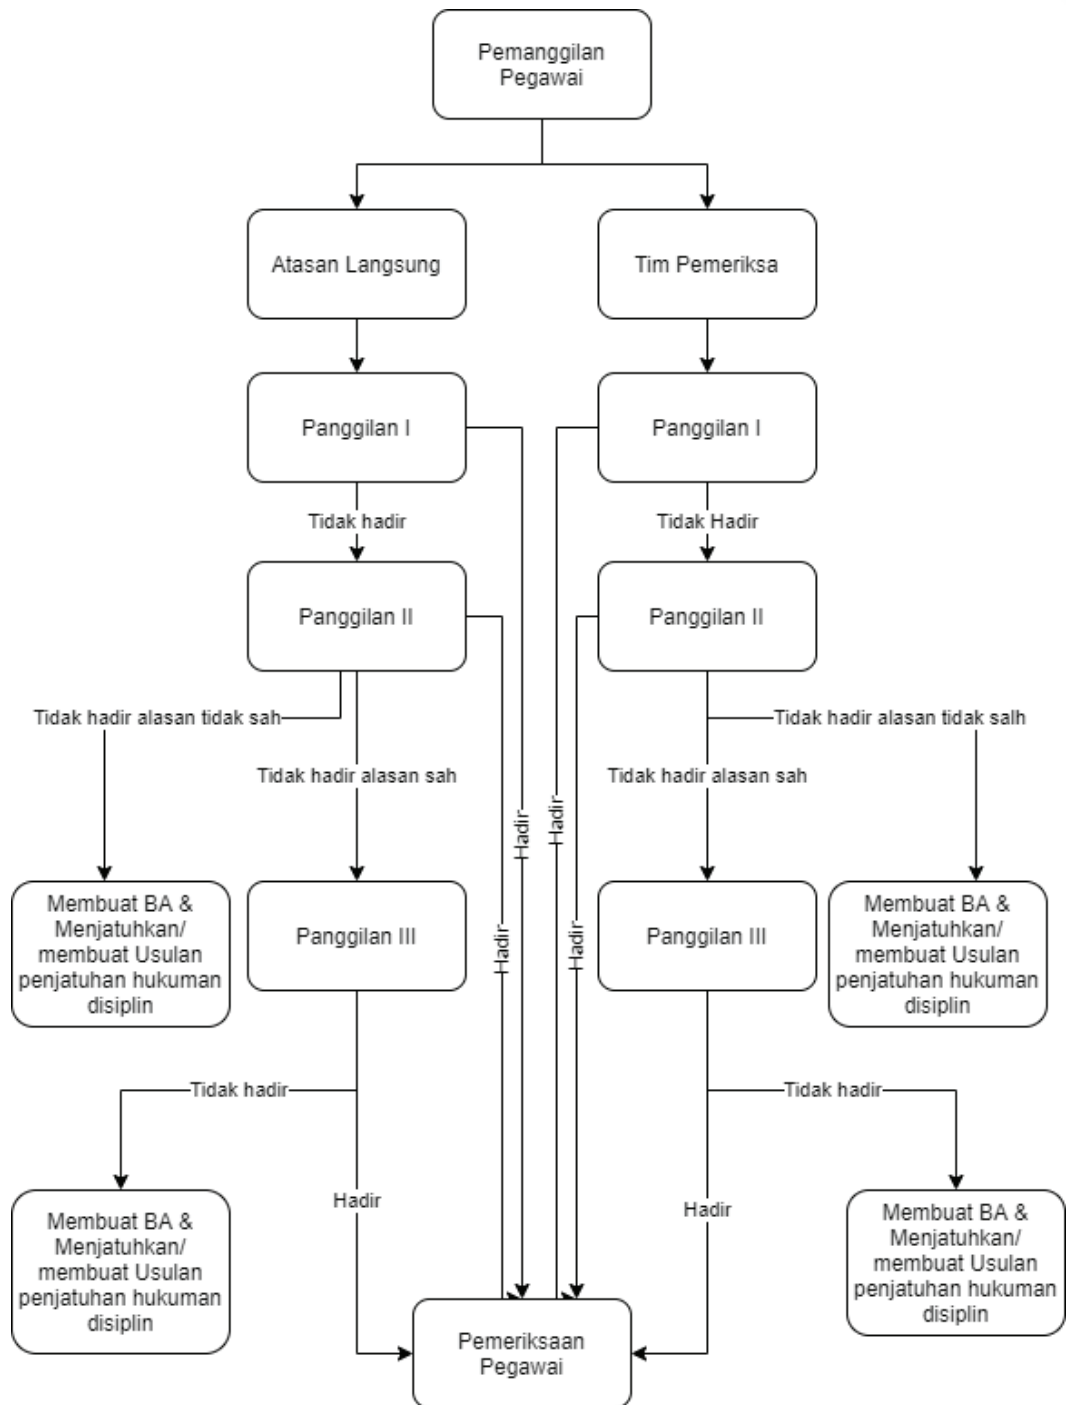 Pemanggilan
Pegawai
Atasan Langsung
Tim Pemeriksa
Panggilan I
Panggilan I
Tidak hadir
Tidak Hadir
Panggilan II
Panggilan II
Tidak hadir alasan tidak sah
Tidak hadir alasan tidak salh
Tidak hadir alasan sah
Tidak hadir alasan sah
Hadir
Hadir
Membuat BA &
Menjatuhkan/
membuat Usulan
penjatuhan hukuman
disiplin
Panggilan III
Hadir
Hadir
Panggilan III
Membuat BA &
Menjatuhkan/
membuat Usulan
penjatuhan hukuman
disiplin
Tidak hadir
Tidak hadir
Hadir
Hadir
Membuat BA &
Menjatuhkan/
membuat Usulan
penjatuhan hukuman
disiplin
Membuat BA &
Menjatuhkan/
membuat Usulan
penjatuhan hukuman
disiplin
Pemeriksaan
Pegawai